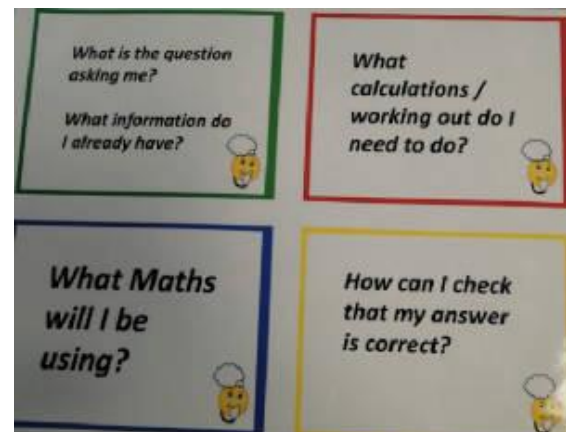 What is the question
asking me?
What information do
I already have?
What
calculations /
working out do I
need to do?
What Maths
will I be
using?
How can I check
that my answer
is correct?